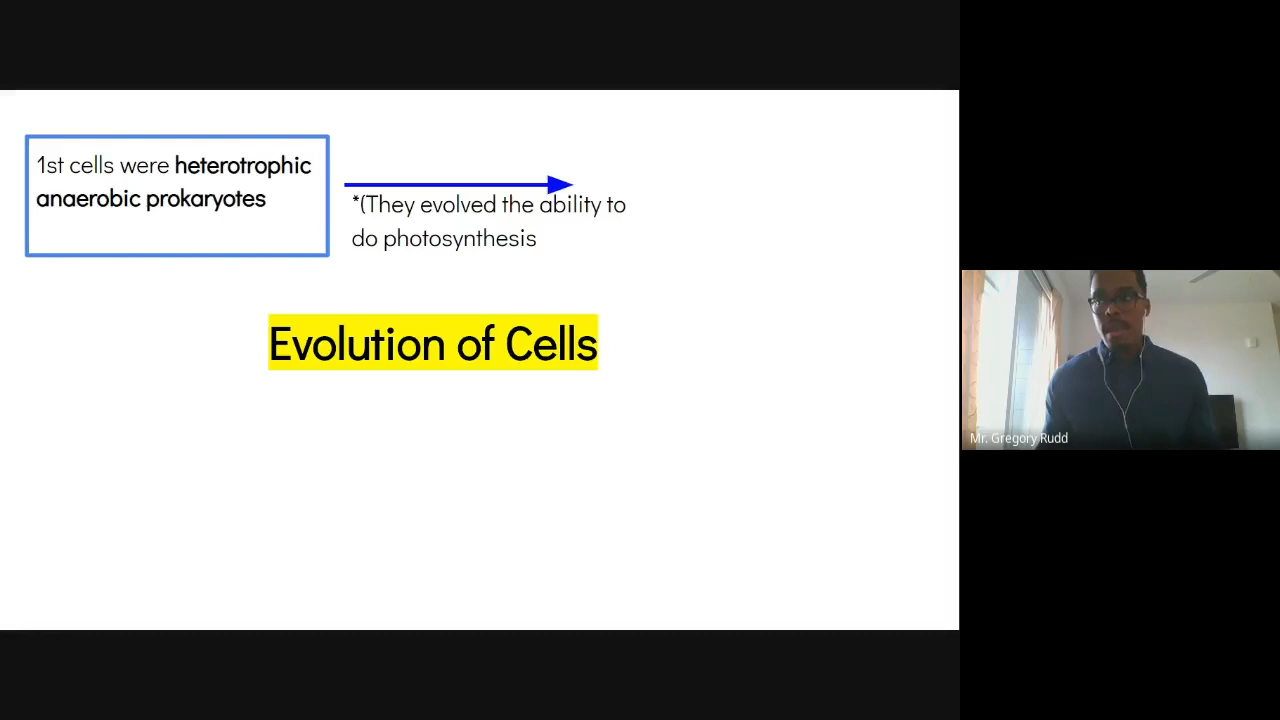 1st cells were heterotrophic
anaerobic prokaryotes
*(They evolved the ability to
do photosynthesis
Evolution of Cells
Mr. Gregory Rudd